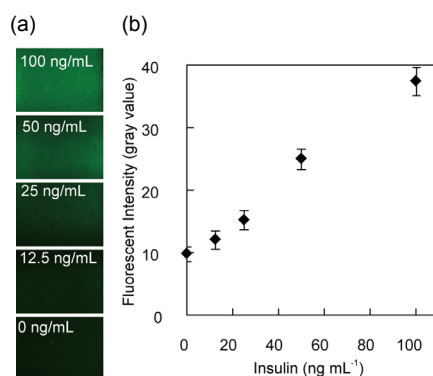 (a)
100 ng/mL
50 ng/mL
25 ng/mL
12.5 ng/mL
0 ng/mL
(b)
Fluorescent Intensity (gray value)
40
30
20
10
0
0 20 40 60 80 100
Insulin (ng mL⁻¹)